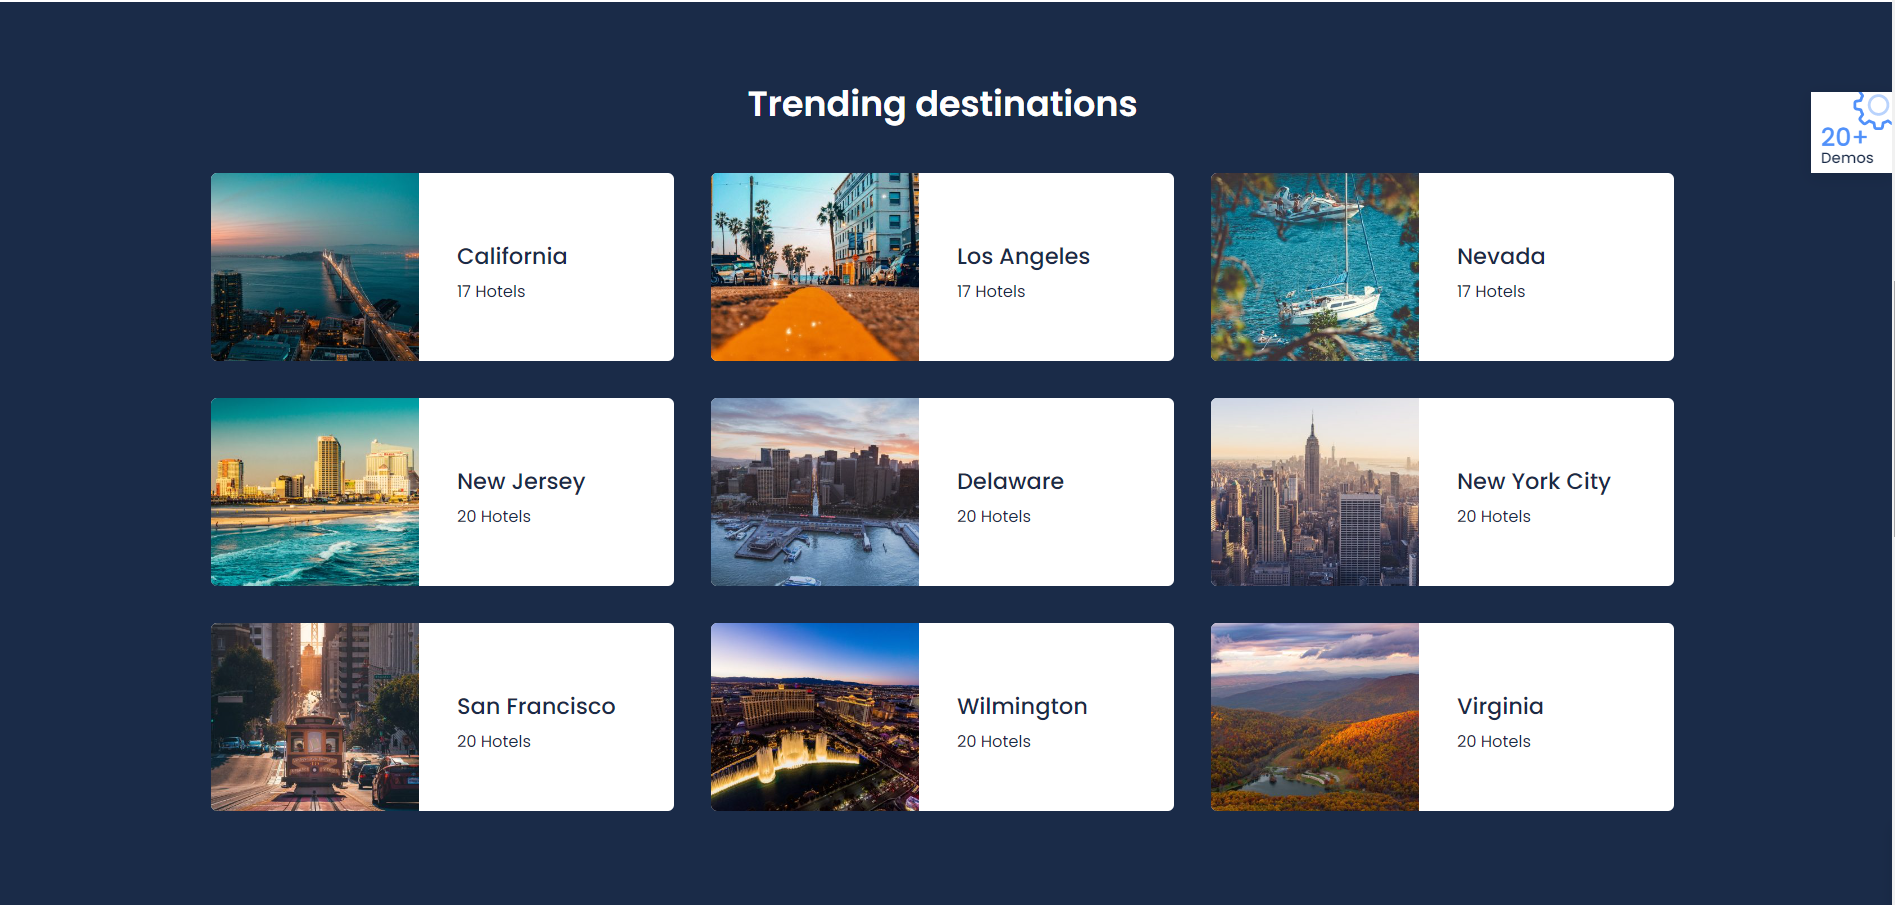 Trending destinations
20+
Demos
California
17 Hotels
Los Angeles
17 Hotels
Nevada
17 Hotels
New Jersey
20 Hotels
Delaware
20 Hotels
New York City
20 Hotels
San Francisco
20 Hotels
Wilmington
20 Hotels
Virginia
20 Hotels